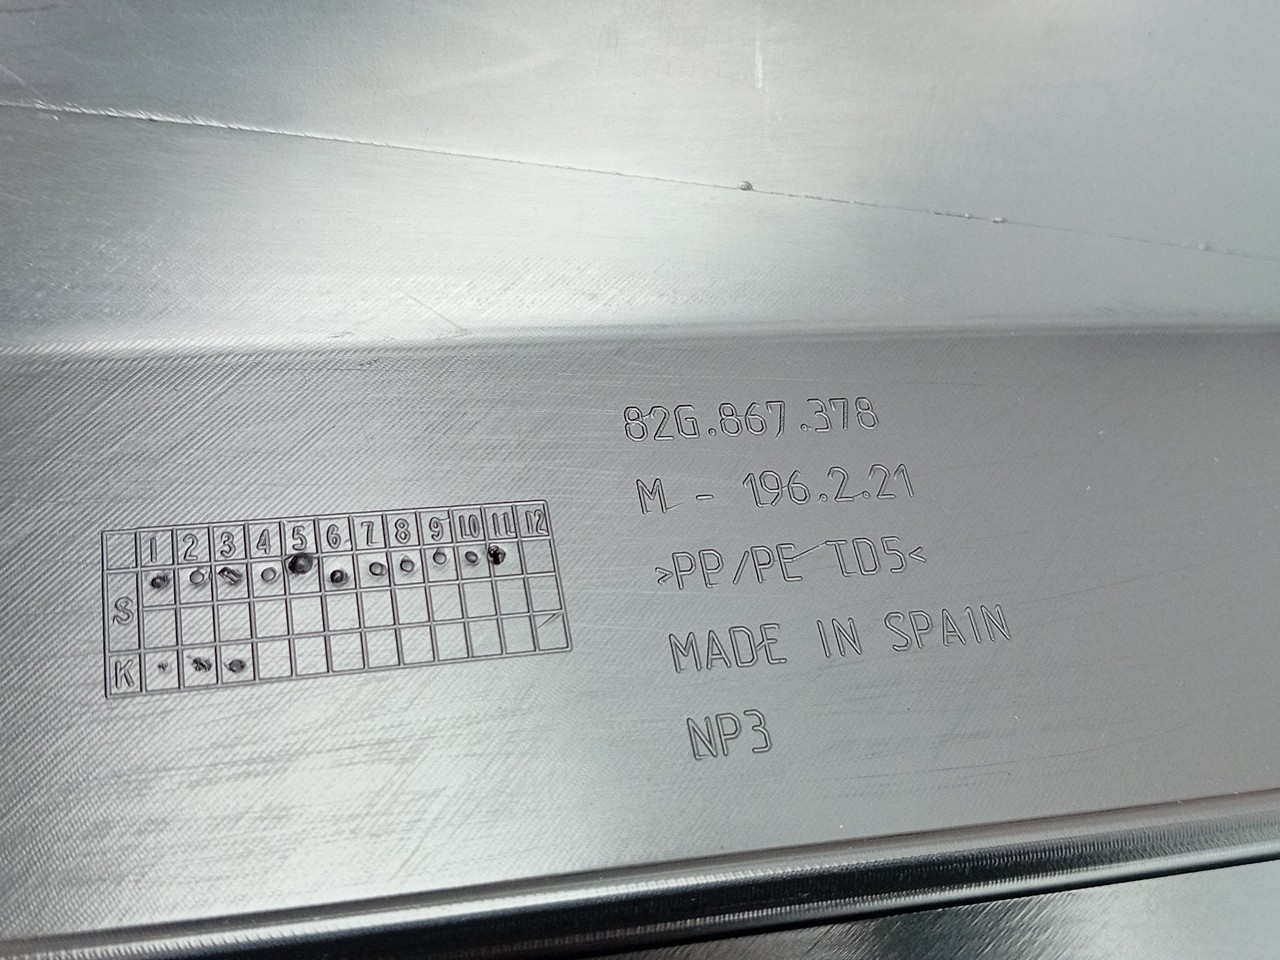 82G.867.378
M - 196.2.21
>PP/PE TD5<
MADE IN SPAIN
NP3
1 2 3 4 5 6 7 8 9 10 11 12
S
K